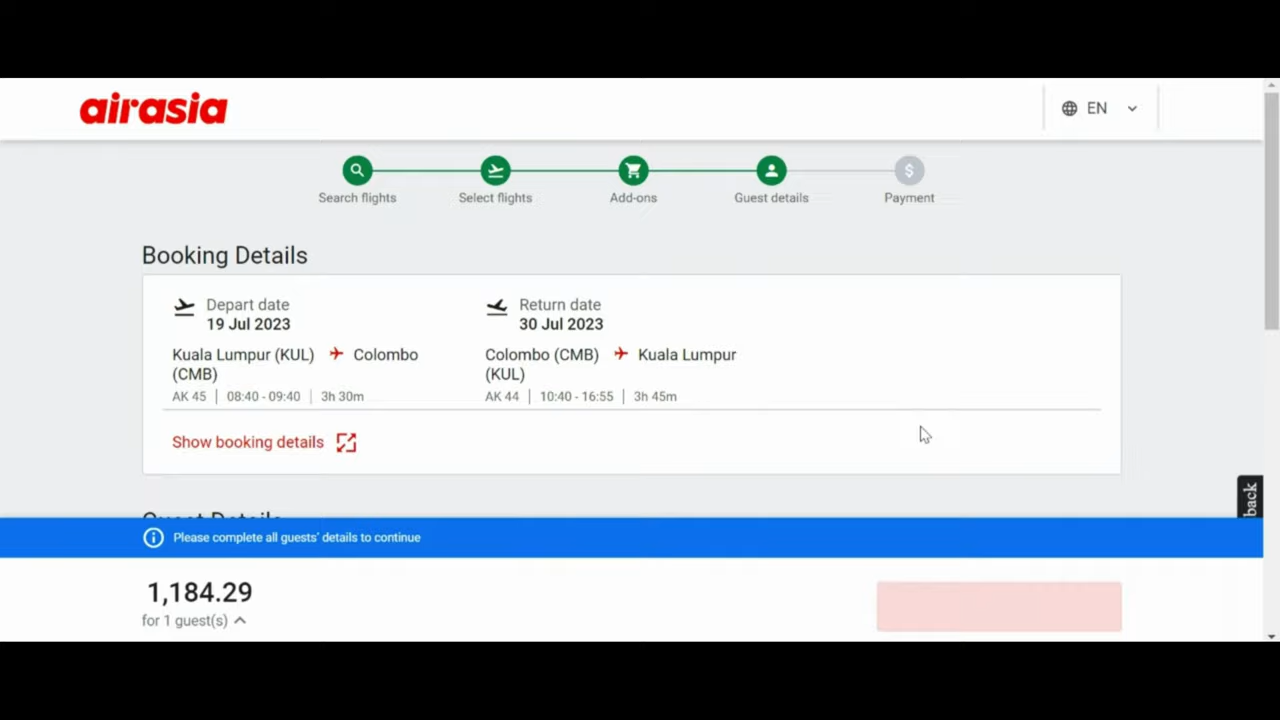 airasia
EN
Search flights
Select flights
Add-ons
Guest details
$
Payment
Booking Details
Depart date
19 Jul 2023
Return date
30 Jul 2023
Kuala Lumpur (KUL) Colombo
(CMB)
Colombo (CMB) Kuala Lumpur
(KUL)
AK 45 | 08:40 - 09:40 | 3h 30m
AK 44 | 10:40 - 16:55 | 3h 45m
Show booking details
back
Guest Details
Please complete all guests' details to continue
1,184.29
for 1 guest(s)